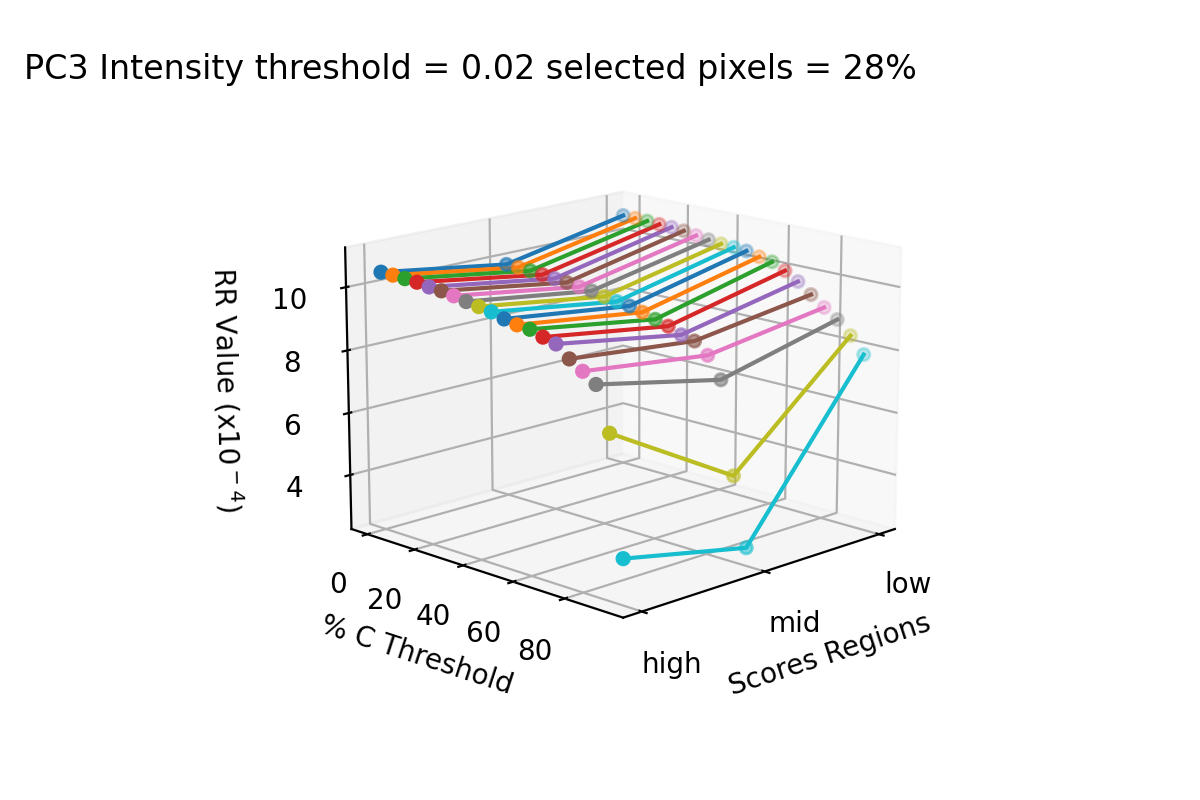 PC3 Intensity threshold = 0.02 selected pixels = 28%
RR Value (x10⁻⁴)
10
8
6
4
0
20
40
60
80
% C Threshold
high
mid
low
Scores Regions